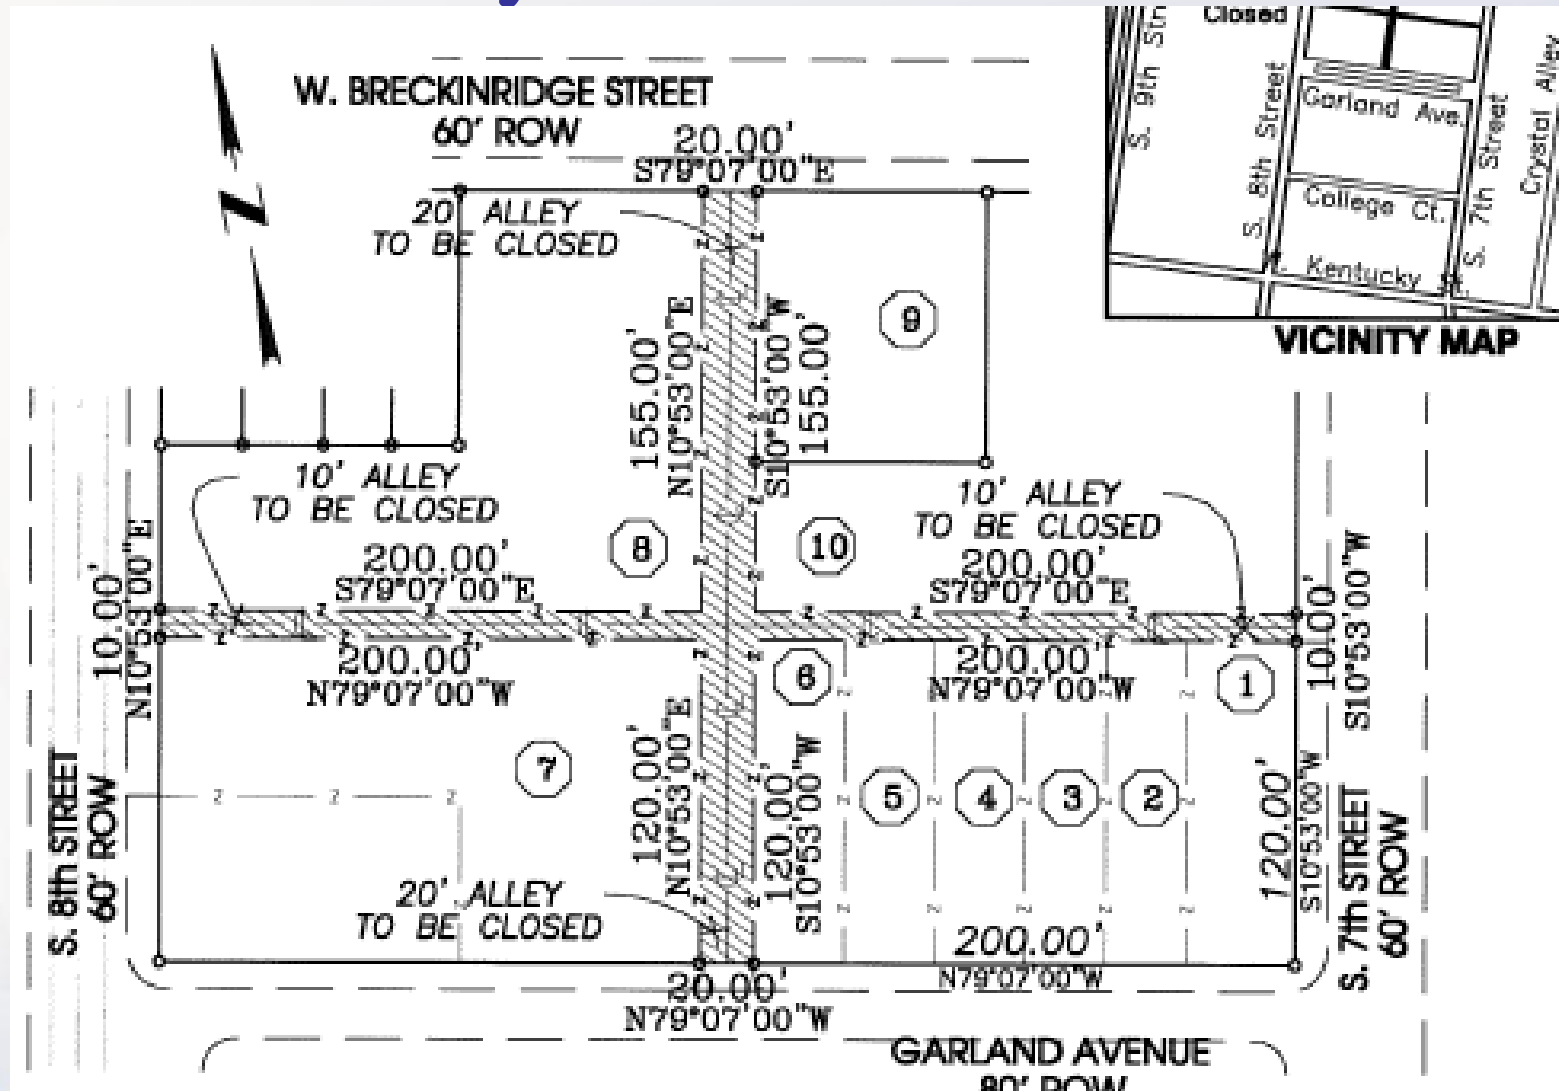 W. BRECKINRIDGE STREET
60' ROW
20.00'
S79°07'00"E
20' ALLEY
TO BE CLOSED
155.00'
N10°53'00"E
S10°53'00"W
155.00'
9
Closed
S. 9th Str
S. 8th Street
Garland Ave.
S. 7th Street
College Ct.
Crystal Alley
Kentucky St.
VICINITY MAP
10' ALLEY
TO BE CLOSED
10' ALLEY
TO BE CLOSED
8
10
200.00'
S79°07'00"E
200.00'
S79°07'00"E
10.00'
N10°53'00"E
10.00'
S10°53'00"W
200.00'
N79°07'00"W
6
200.00'
N79°07'00"W
1
7
120.00'
N10°53'00"E
120.00'
S10°53'00"W
5
4
3
2
120.00'
S10°53'00"W
S. 8th STREET
60' ROW
S. 7th STREET
60' ROW
20' ALLEY
TO BE CLOSED
200.00'
N79°07'00"W
20.00'
N79°07'00"W
GARLAND AVENUE
80' ROW